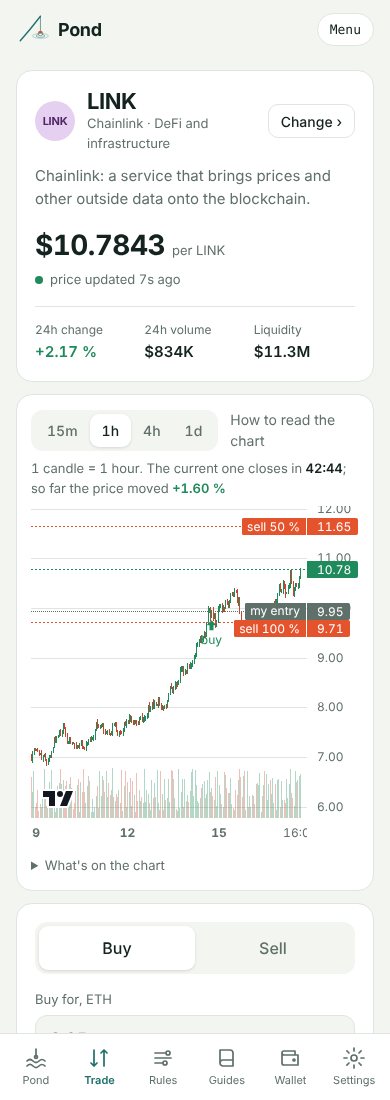 Pond
Menu
LINK
LINK
Chainlink · DeFi and
infrastructure
Change ›
Chainlink: a service that brings prices and
other outside data onto the blockchain.
$10.7843 per LINK
price updated 7s ago
24h change
24h volume
Liquidity
+2.17 %
$834K
$11.3M
15m
1h
4h
1d
How to read the
chart
1 candle = 1 hour. The current one closes in 42:44;
so far the price moved +1.60 %
12.00
sell 50 % 11.65
11.00
10.78
my entry 9.95
sell 100 % 9.71
buy
9.00
8.00
7.00
6.00
9
12
15
16:0
What's on the chart
Buy
Sell
Buy for, ETH
Pond
Trade
Rules
Guides
Wallet
Settings